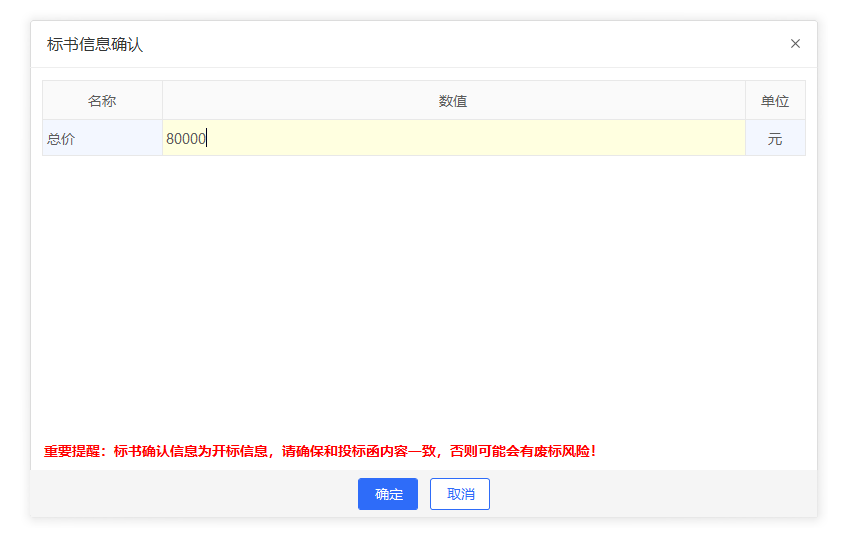 标书信息确认
名称 数值 单位
总价 80000 元
重要提醒：标书确认信息为开标信息，请确保和投标函内容一致，否则可能会有废标风险！
确定 取消